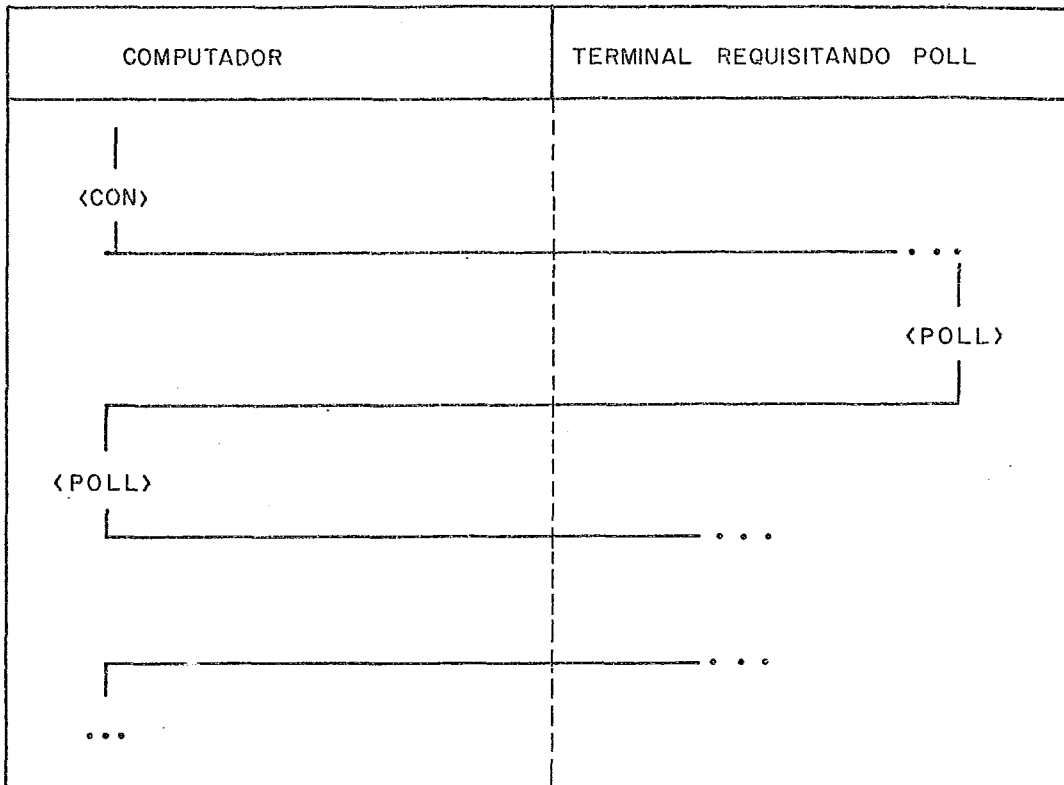 COMPUTADOR
TERMINAL REQUISITANDO POLL
<CON>
...
<POLL>
<POLL>
...
...
...